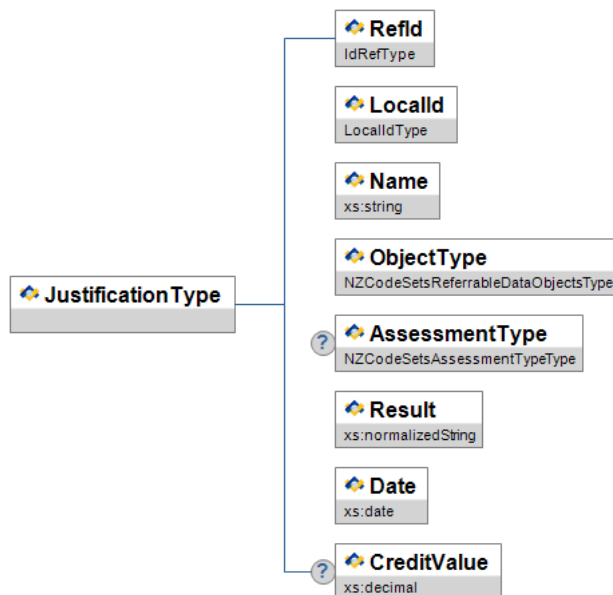 RefId
IdRefType
LocalId
LocalIdType
Name
xs:string
ObjectType
NZCodeSetsReferrableDataObjectsType
JustificationType
?
AssessmentType
NZCodeSetsAssessmentTypeType
Result
xs:normalizedString
Date
xs:date
?
CreditValue
xs:decimal